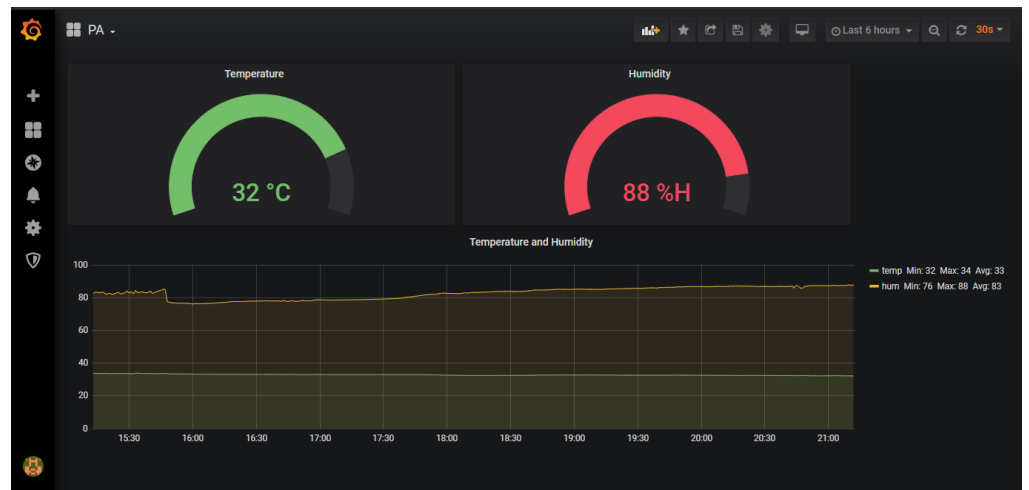 PA
Last 6 hours
30s
Temperature
32 °C
Humidity
88 %H
Temperature and Humidity
100
80
60
40
20
0
15:30 16:00 16:30 17:00 17:30 18:00 18:30 19:00 19:30 20:00 20:30 21:00
temp Min: 32 Max: 34 Avg: 33
hum Min: 76 Max: 88 Avg: 83